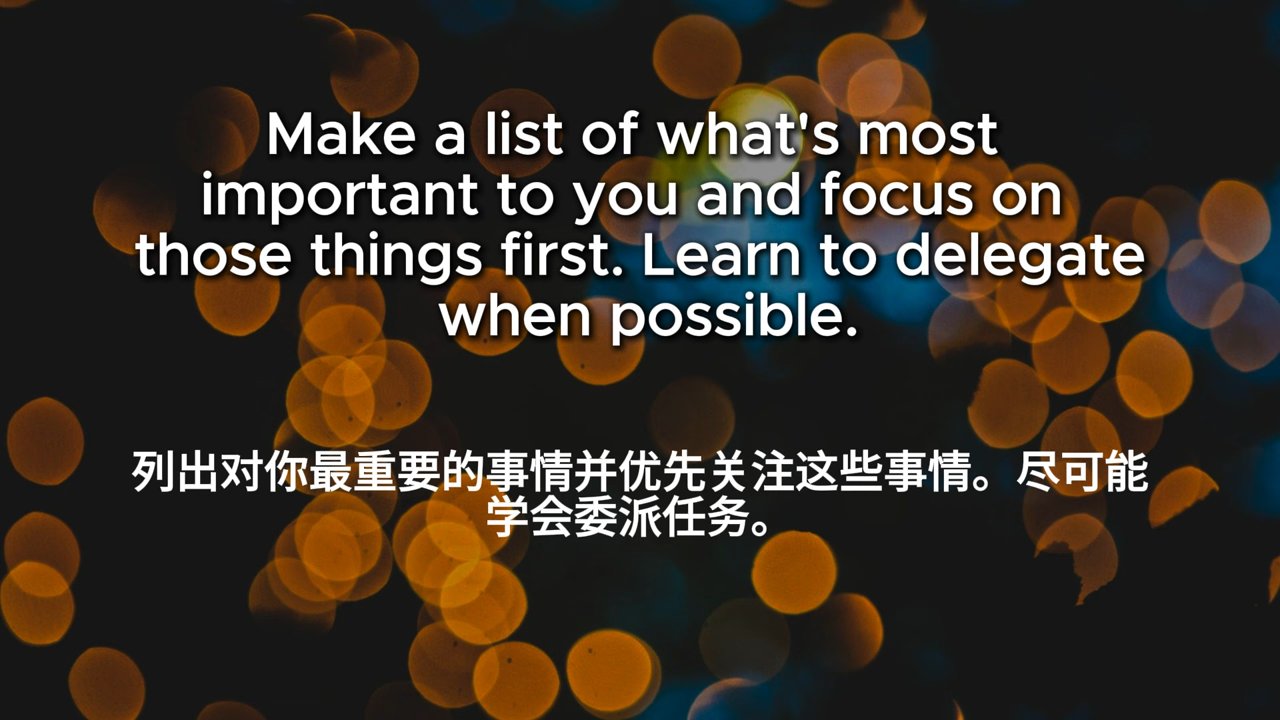 Make a list of what's most
important to you and focus on
those things first. Learn to delegate
when possible.
列出对你最重要的事情并优先关注这些事情。尽可能
学会委派任务。